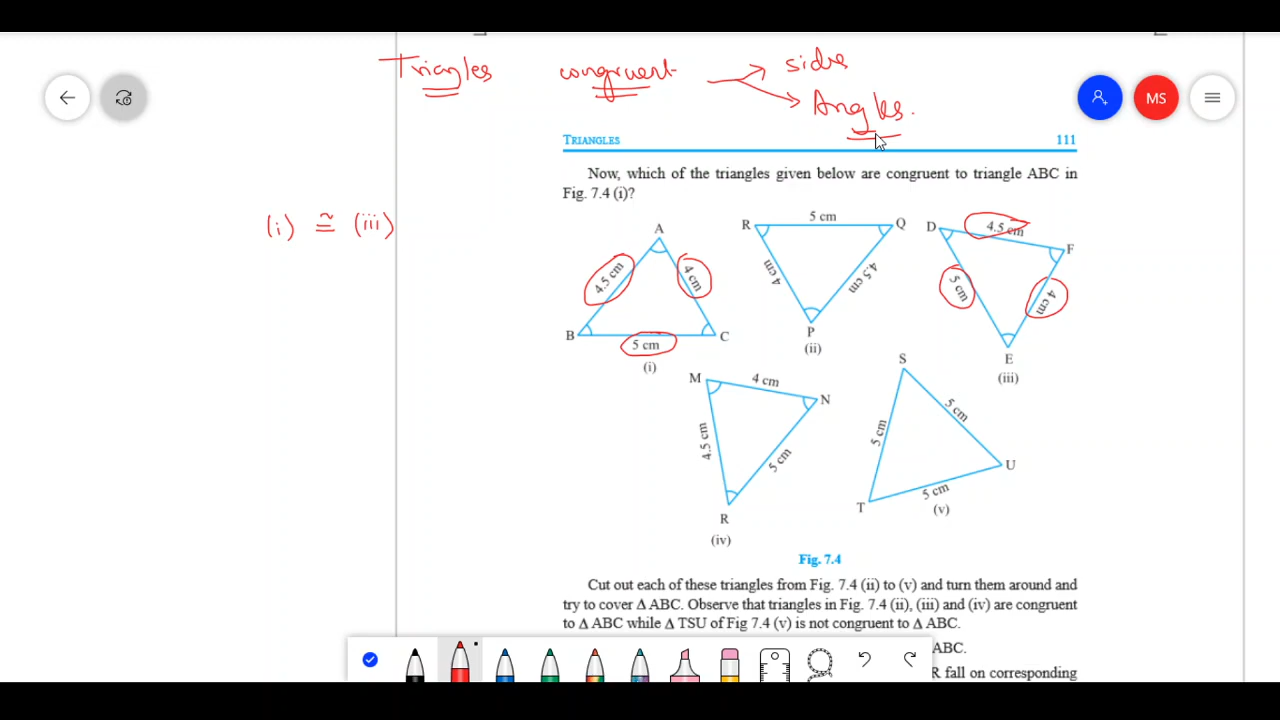 Triangles congruent sides
Angles.
MS
TRIANGLES 111
Now, which of the triangles given below are congruent to triangle ABC in
Fig. 7.4 (i)?
(i) ≅ (iii)
A
4.5 cm
4 cm
B
C
5 cm
(i)
R
5 cm
Q
4 cm
4.5 cm
P
(ii)
D
4.5 cm
F
5 cm
4 cm
E
(iii)
M
4 cm
N
4.5 cm
5 cm
R
(iv)
S
5 cm
5 cm
U
T
5 cm
(v)
Fig. 7.4
Cut out each of these triangles from Fig. 7.4 (ii) to (v) and turn them around and
try to cover Δ ABC. Observe that triangles in Fig. 7.4 (ii), (iii) and (iv) are congruent
to Δ ABC while Δ TSU of Fig 7.4 (v) is not congruent to Δ ABC.
ABC.
R fall on corresponding